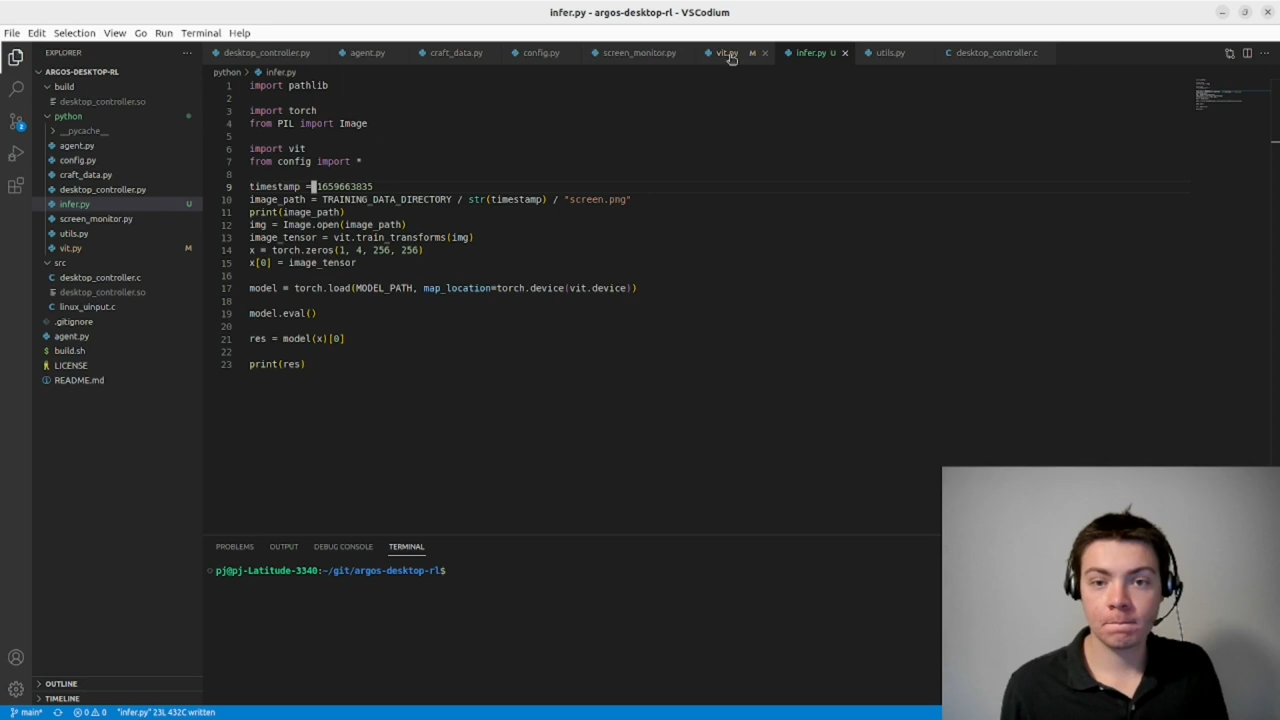 infer.py - argos-desktop-rl - VSCodium
File Edit Selection View Go Run Terminal Help
EXPLORER
ARGOS-DESKTOP-RL
build
desktop_controller.so
python
__pycache__
agent.py
config.py
craft_data.py
desktop_controller.py
infer.py U
screen_monitor.py
utils.py
vit.py M
src
desktop_controller.c
desktop_controller.so
linux_uinput.c
.gitignore
agent.py
build.sh
LICENSE
README.md
OUTLINE
TIMELINE
desktop_controller.py agent.py craft_data.py config.py screen_monitor.py vit.py M infer.py U utils.py desktop_controller.c
python > infer.py
1 import pathlib
2
3 import torch
4 from PIL import Image
5
6 import vit
7 from config import *
8
9 timestamp = 1659663835
10 image_path = TRAINING_DATA_DIRECTORY / str(timestamp) / "screen.png"
11 print(image_path)
12 img = Image.open(image_path)
13 image_tensor = vit.train_transforms(img)
14 x = torch.zeros(1, 4, 256, 256)
15 x[0] = image_tensor
16
17 model = torch.load(MODEL_PATH, map_location=torch.device(vit.device))
18
19 model.eval()
20
21 res = model(x)[0]
22
23 print(res)
PROBLEMS OUTPUT DEBUG CONSOLE TERMINAL
pj@pj-Latitude-3340:~/git/argos-desktop-rl$
main* 0 0 "infer.py" 23L 432C written